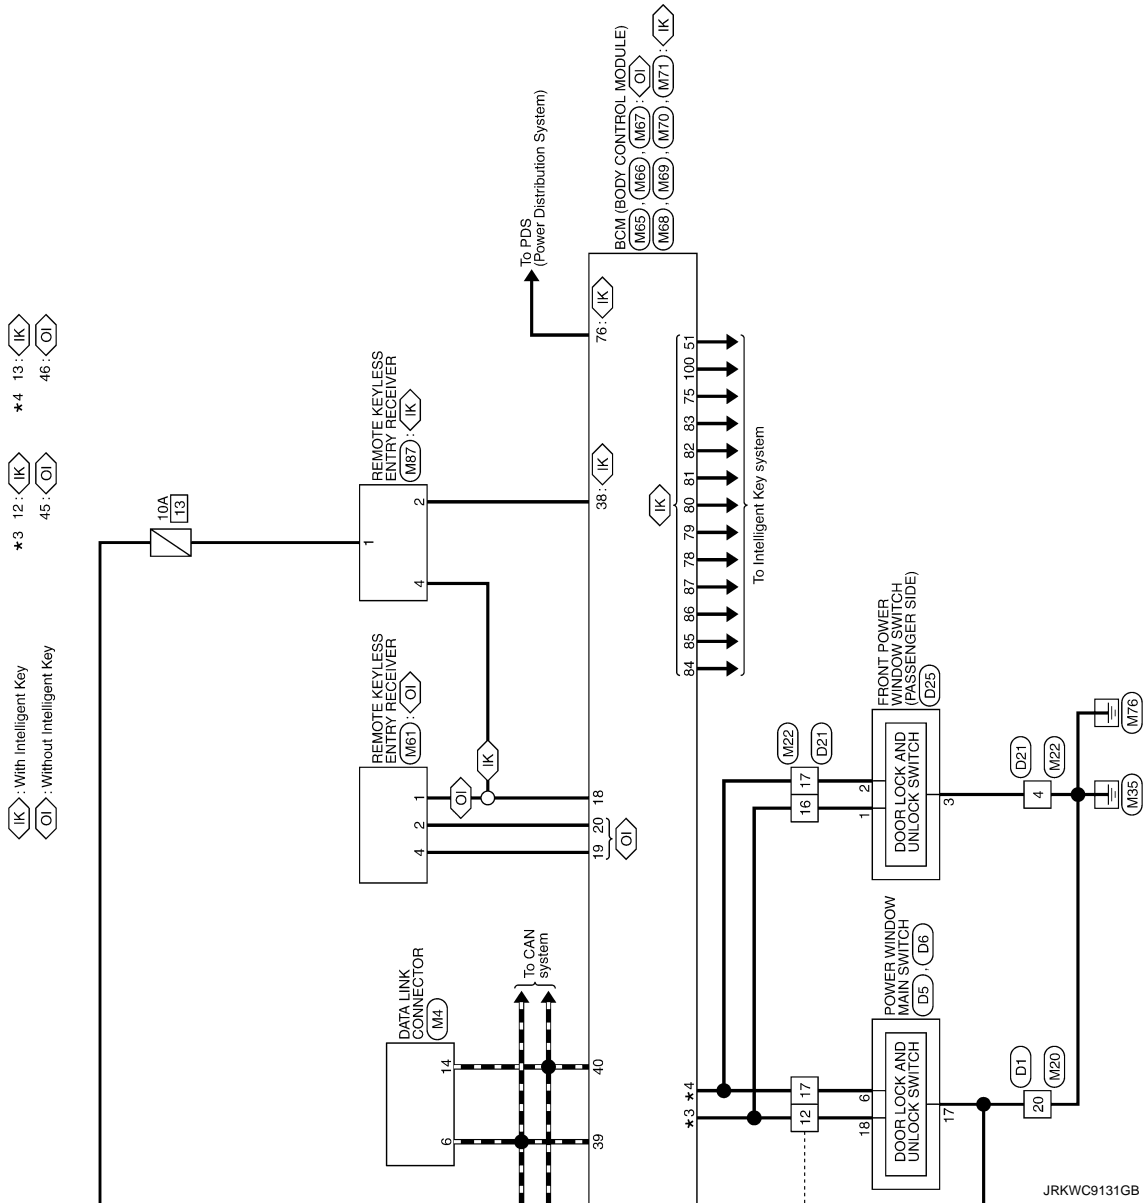 IK : With Intelligent Key
OI : Without Intelligent Key
*3 12 : IK
45 : OI
*4 13 : IK
46 : OI
10A
13
REMOTE KEYLESS
ENTRY RECEIVER
M87 : IK
1
2
4
REMOTE KEYLESS
ENTRY RECEIVER
M61 : OI
4
2
1
OI
IK
DATA LINK
CONNECTOR
M4
6
14
To CAN
system
To PDS
(Power Distribution System)
BCM (BODY CONTROL MODULE)
M65 , M66 , M67 : OI
M68 , M69 , M70 , M71 : IK
39
40
19
20
18
OI
38 : IK
76 : IK
IK
84
85
86
87
78
79
80
81
82
83
75
100
51
To Intelligent Key system
*3
*4
12
17
M22
D21
16
17
POWER WINDOW
MAIN SWITCH
D5 , D6
18
6
DOOR LOCK AND
UNLOCK SWITCH
17
FRONT POWER
WINDOW SWITCH
(PASSENGER SIDE)
D25
1
2
DOOR LOCK AND
UNLOCK SWITCH
3
D1
M20
20
D21
M22
4
M35
M76
JRKWC9131GB